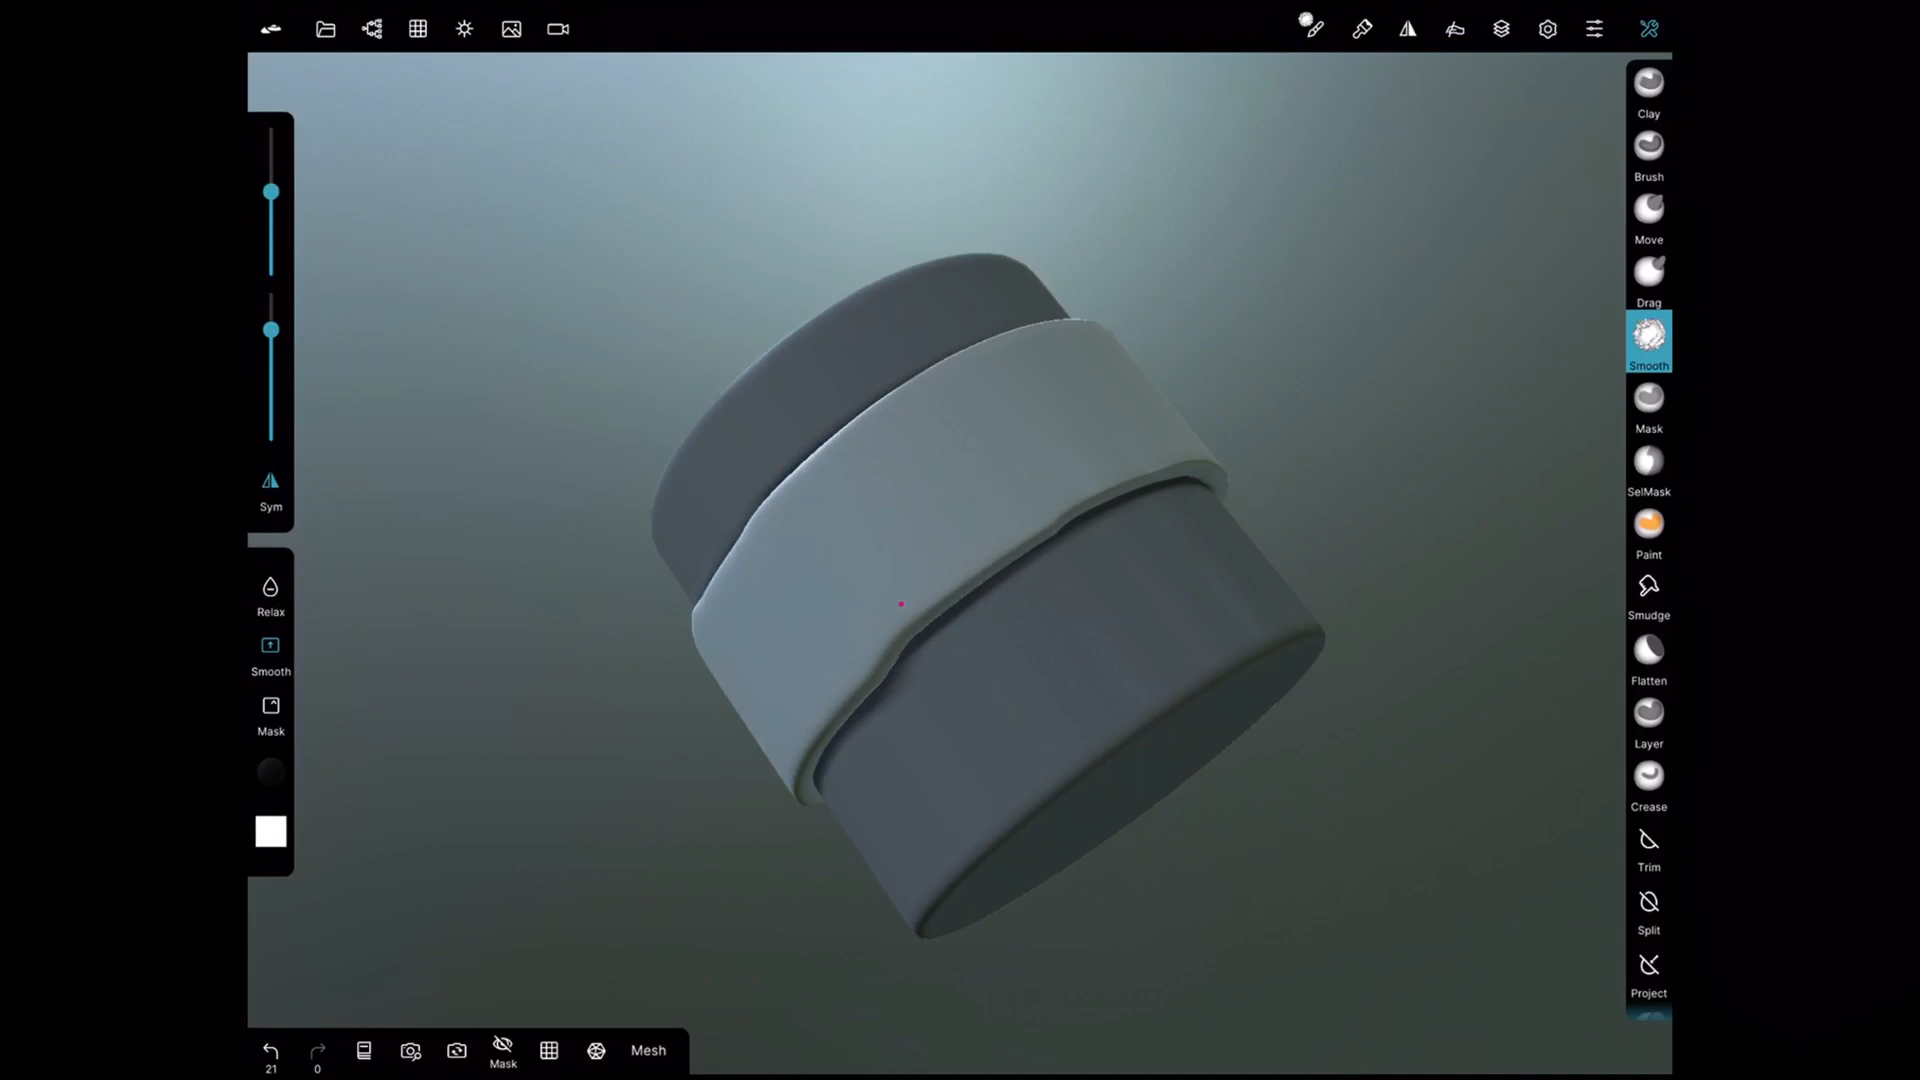 Clay
Brush
Move
Drag
Smooth
Mask
SelMask
Paint
Smudge
Flatten
Layer
Crease
Trim
Split
Project
Sym
Relax
Smooth
Mask
21
0
Mask
Mesh